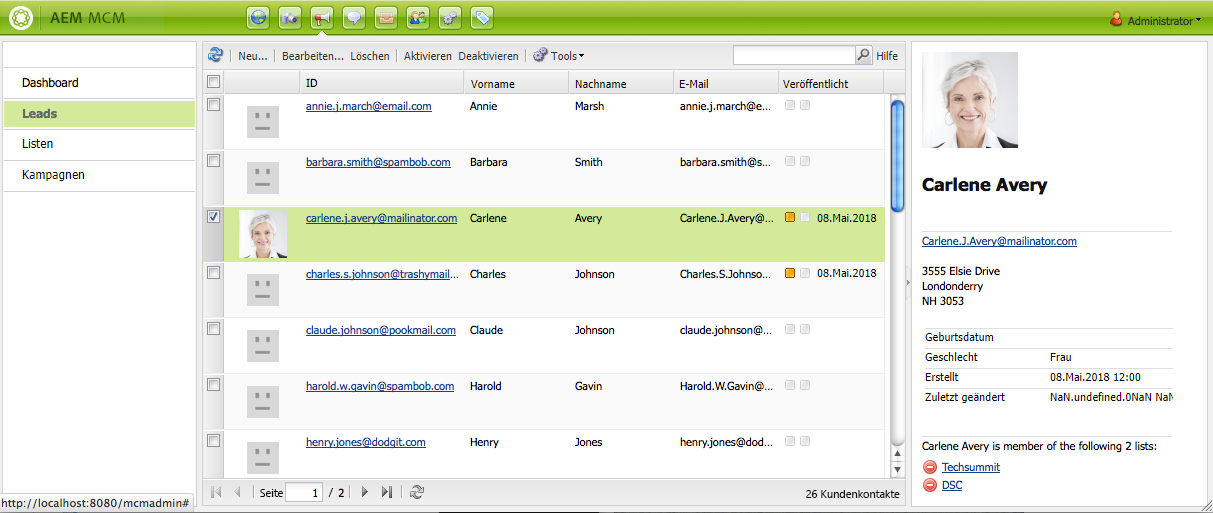 AEM MCM
Administrator
Dashboard
Leads
Listen
Kampagnen
Neu... Bearbeiten... Löschen Aktivieren Deaktivieren Tools Hilfe
ID Vorname Nachname E-Mail Veröffentlicht
annie.j.march@email.com Annie Marsh annie.j.march@e...
barbara.smith@spambob.com Barbara Smith barbara.smith@s...
carlene.j.avery@mailinator.com Carlene Avery Carlene.J.Avery@... 08.Mai.2018
charles.s.johnson@trashymail... Charles Johnson Charles.S.Johnso... 08.Mai.2018
claude.johnson@pookmail.com Claude Johnson claude.johnson@...
harold.w.gavin@spambob.com Harold Gavin Harold.W.Gavin@...
henry.jones@dodgit.com Henry Jones henry.jones@dod...
Seite 1 / 2 26 Kundenkontakte
Carlene Avery
Carlene.J.Avery@mailinator.com
3555 Elsie Drive
Londonderry
NH 3053
Geburtsdatum
Geschlecht Frau
Erstellt 08.Mai.2018 12:00
Zuletzt geändert NaN.undefined.0NaN NaN
Carlene Avery is member of the following 2 lists:
Techsummit
DSC
http://localhost:8080/mcmadmin#